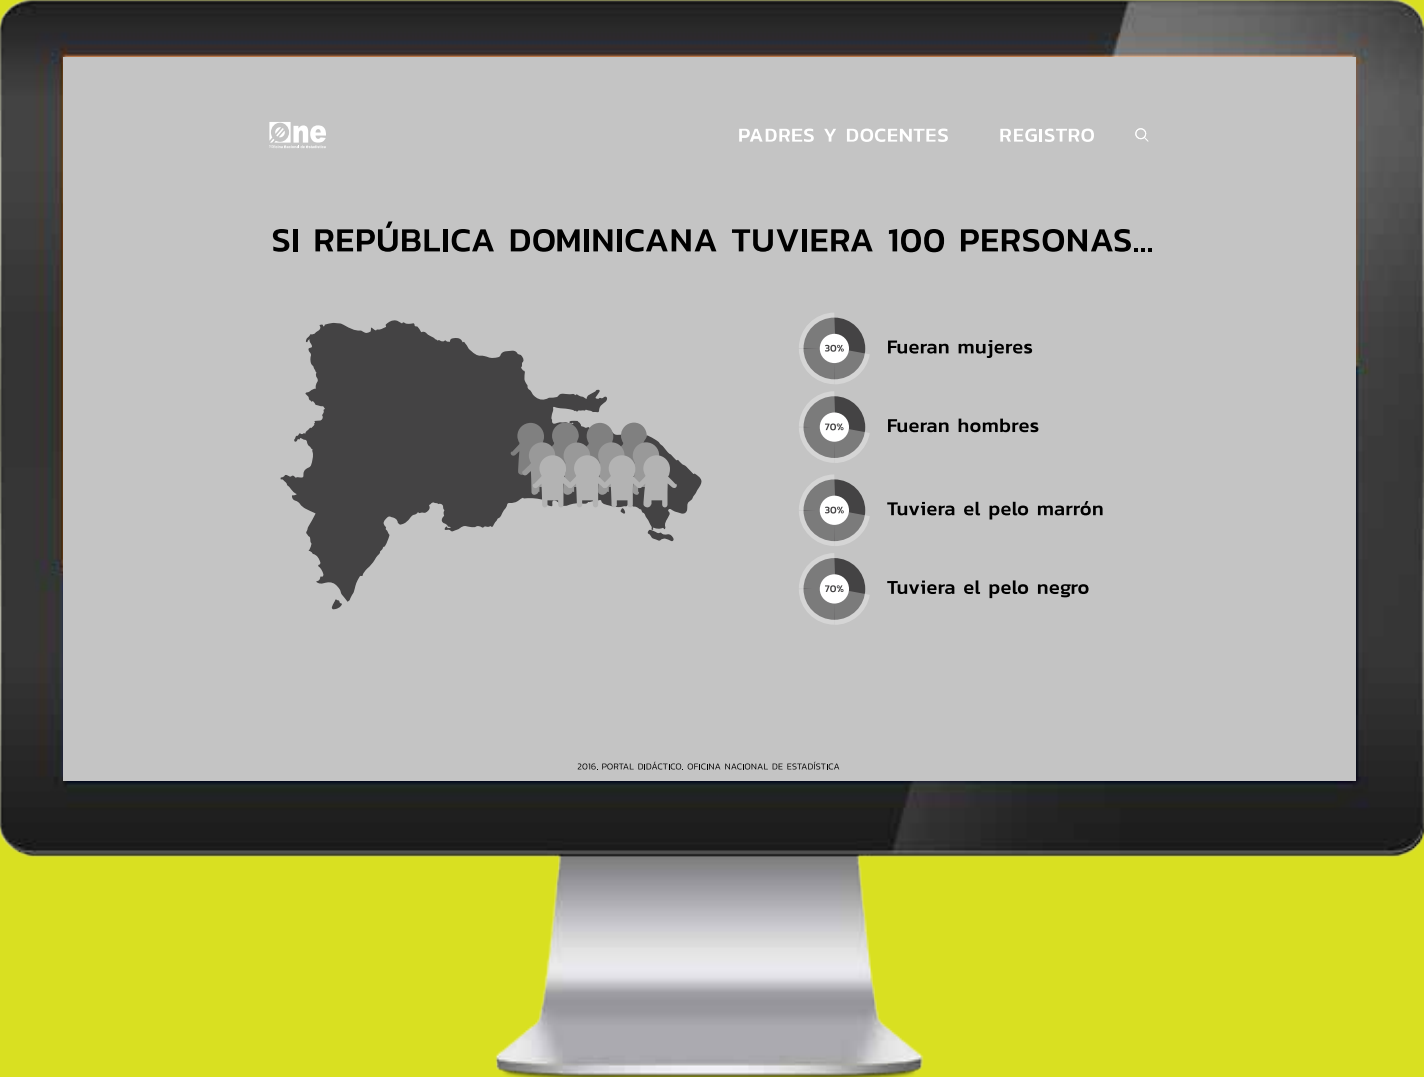 One
PADRES Y DOCENTES
REGISTRO
SI REPÚBLICA DOMINICANA TUVIERA 100 PERSONAS...
30% Fueran mujeres
70% Fueran hombres
30% Tuviera el pelo marrón
70% Tuviera el pelo negro
2016, PORTAL DIDÁCTICO, OFICINA NACIONAL DE ESTADÍSTICA